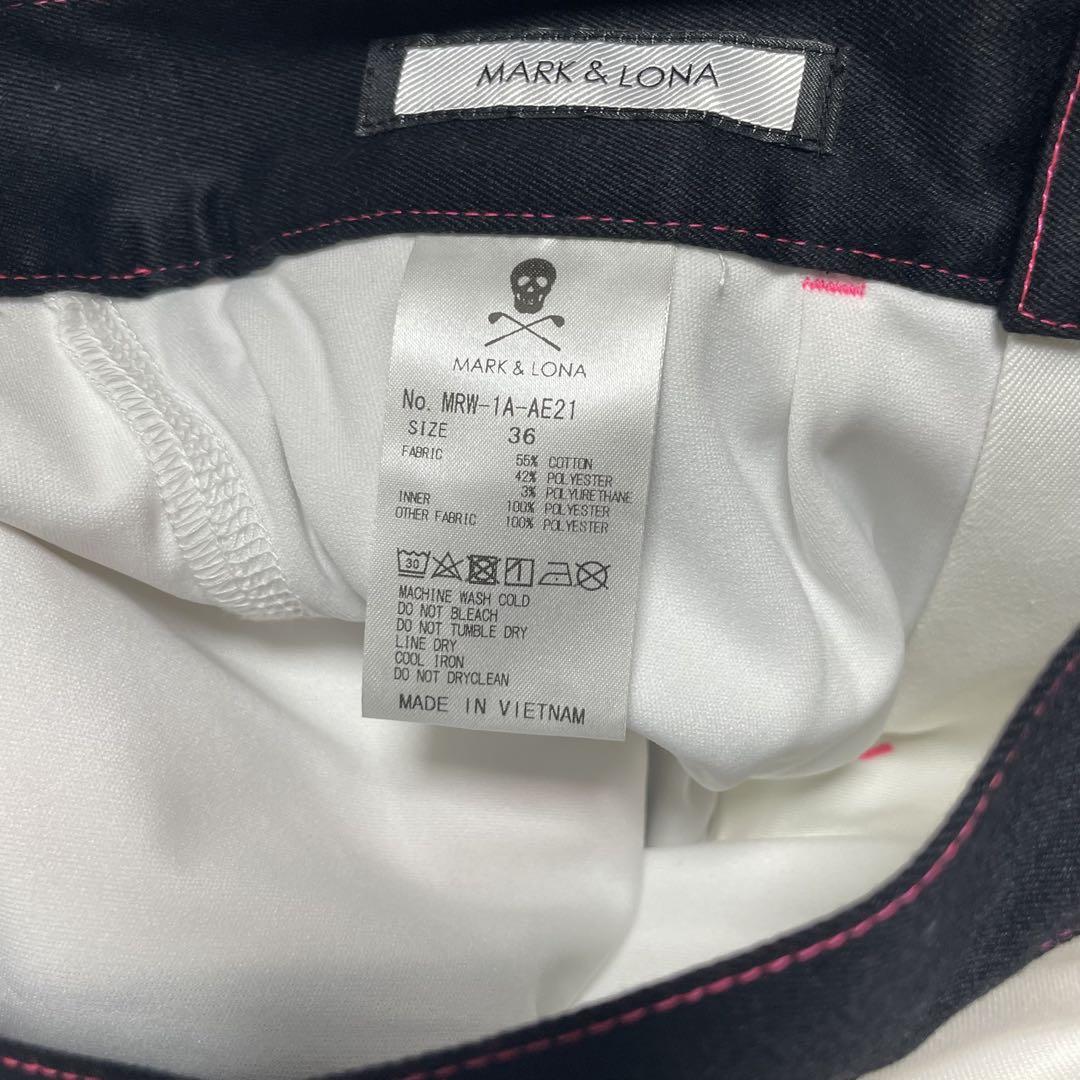 MARK & LONA
MARK & LONA
No. MRW-1A-AE21
SIZE 36
FABRIC 55% COTTON
42% POLYESTER
3% POLYURETHANE
INNER 100% POLYESTER
OTHER FABRIC 100% POLYESTER
30
MACHINE WASH COLD
DO NOT BLEACH
DO NOT TUMBLE DRY
LINE DRY
COOL IRON
DO NOT DRYCLEAN
MADE IN VIETNAM